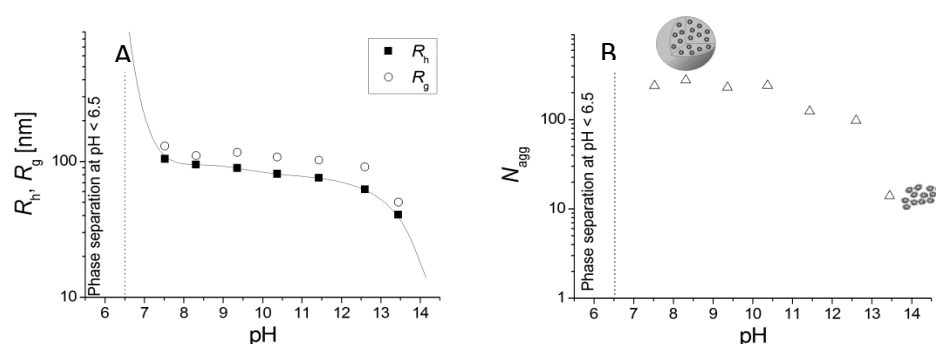 A
R_h
R_g
R_h, R_g [nm]
100
10
Phase separation at pH < 6.5
6 7 8 9 10 11 12 13 14
pH
B
N_agg
100
10
1
Phase separation at pH < 6.5
6 7 8 9 10 11 12 13 14
pH